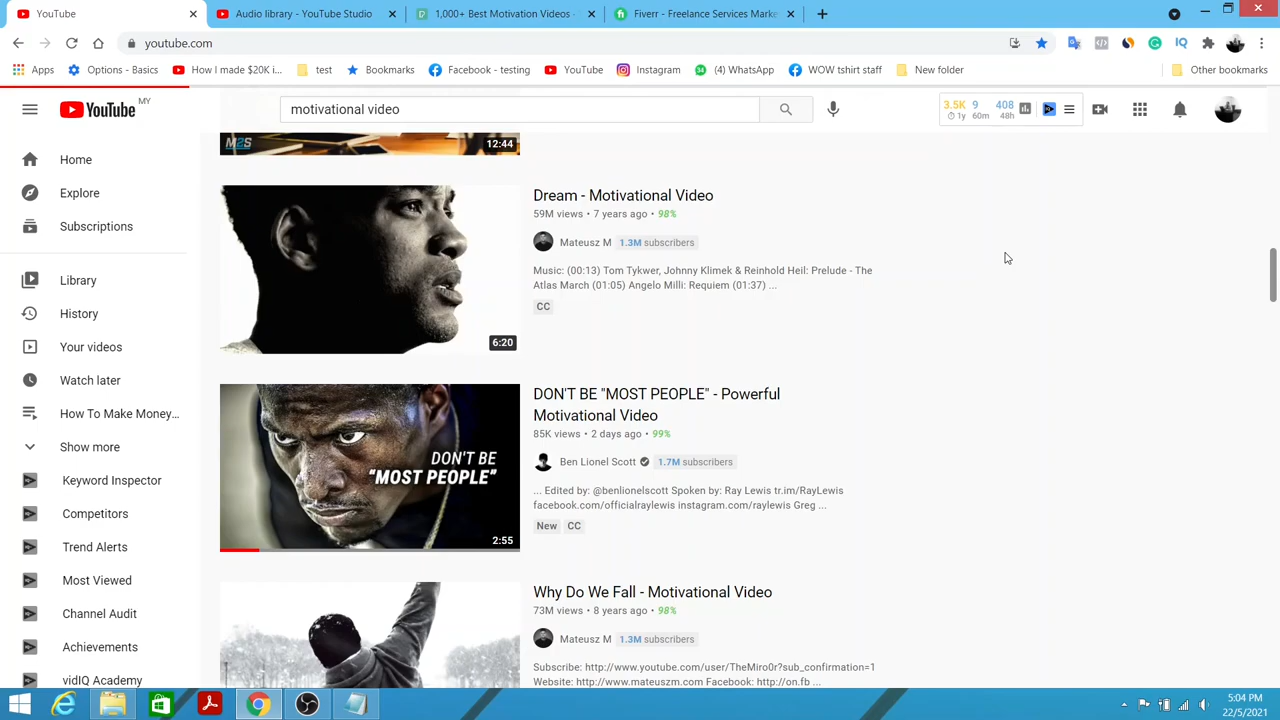 YouTube
Audio library - YouTube Studio
1,000+ Best Motivation Videos -
Fiverr - Freelance Services Marke
youtube.com
Apps
Options - Basics
How I made $20K i...
test
Bookmarks
Facebook - testing
YouTube
Instagram
(4) WhatsApp
WOW tshirt staff
New folder
Other bookmarks
YouTube MY
motivational video
3.5K 9 408
1y 60m 48h
Home
Explore
Subscriptions
Library
History
Your videos
Watch later
How To Make Money...
Show more
Keyword Inspector
Competitors
Trend Alerts
Most Viewed
Channel Audit
Achievements
vidIQ Academy
M2S
12:44
6:20
Dream - Motivational Video
59M views • 7 years ago • 98%
Mateusz M 1.3M subscribers
Music: (00:13) Tom Tykwer, Johnny Klimek & Reinhold Heil: Prelude - The
Atlas March (01:05) Angelo Milli: Requiem (01:37) ...
CC
DON'T BE
"MOST PEOPLE"
2:55
DON'T BE "MOST PEOPLE" - Powerful
Motivational Video
85K views • 2 days ago • 99%
Ben Lionel Scott 1.7M subscribers
... Edited by: @benlionelscott Spoken by: Ray Lewis tr.im/RayLewis
facebook.com/officialraylewis instagram.com/raylewis Greg ...
New CC
Why Do We Fall - Motivational Video
73M views • 8 years ago • 98%
Mateusz M 1.3M subscribers
Subscribe: http://www.youtube.com/user/TheMiro0r?sub_confirmation=1
Website: http://www.mateuszm.com Facebook: http://on.fb ...
5:04 PM
22/5/2021